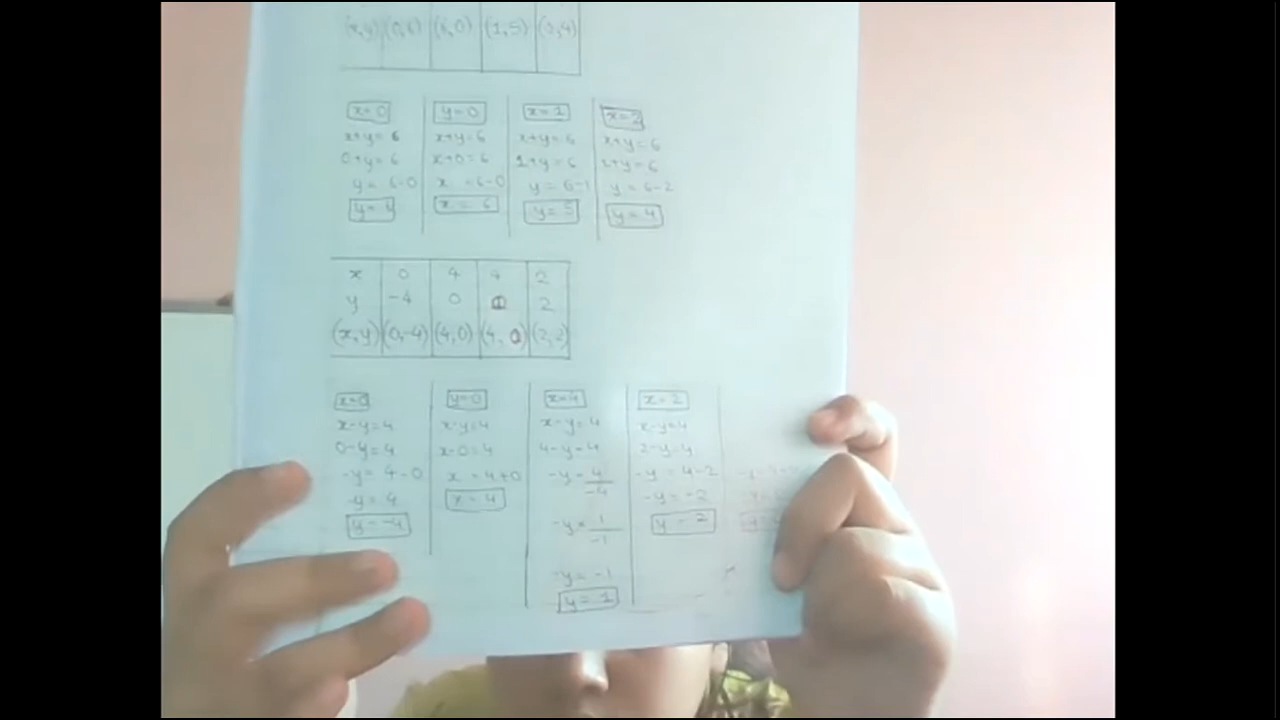 (x,y) (0,6) (6,0) (1,5) (2,4)
x=0 y=0 x=1 x=2
x+y=6 x+y=6 x+y=6 x+y=6
0+y=6 x+0=6 1+y=6 2+y=6
y=6-0 x=6-0 y=6-1 y=6-2
y=6 x=6 y=5 y=4
x 0 4 4 2
y -4 0 0 2
(x,y) (0,-4) (4,0) (4,0) (2,2)
x=0 y=0 x=4 x=2
x-y=4 x-y=4 x-y=4 x-y=4
0-y=4 x-0=4 4-y=4 2-y=4
-y=4-0 x=4+0 -y=4/-4 -y=4-2
-y=4 x=4 -y=-2
y=-4 -y=1/-1 y=2
-y=-1
y=1